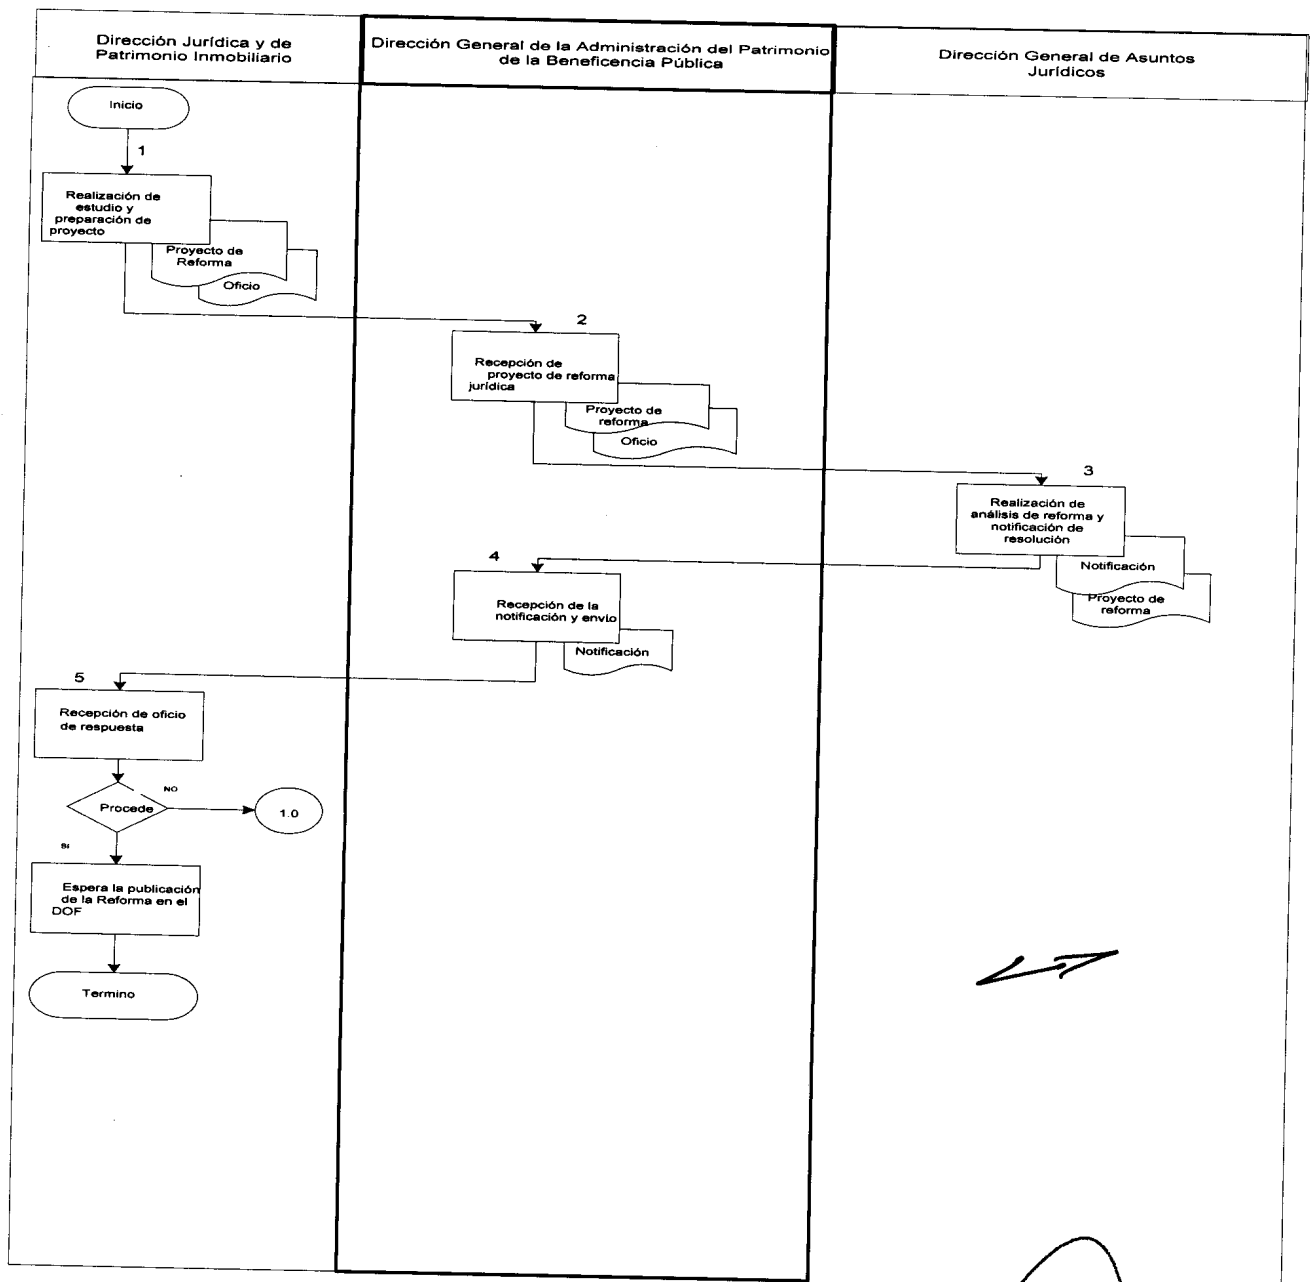 Dirección Jurídica y de
Patrimonio Inmobiliario
Dirección General de la Administración del Patrimonio
de la Beneficencia Pública
Dirección General de Asuntos
Jurídicos
Inicio
1
Realización de
estudio y
preparación de
proyecto
Proyecto de
Reforma
Oficio
2
Recepción de
proyecto de reforma
jurídica
Proyecto de
reforma
Oficio
3
Realización de
análisis de reforma y
notificación de
resolución
Notificación
Proyecto de
reforma
4
Recepción de la
notificación y envío
Notificación
5
Recepción de oficio
de respuesta
Procede
NO
1.0
SI
Espera la publicación
de la Reforma en el
DOF
Termino